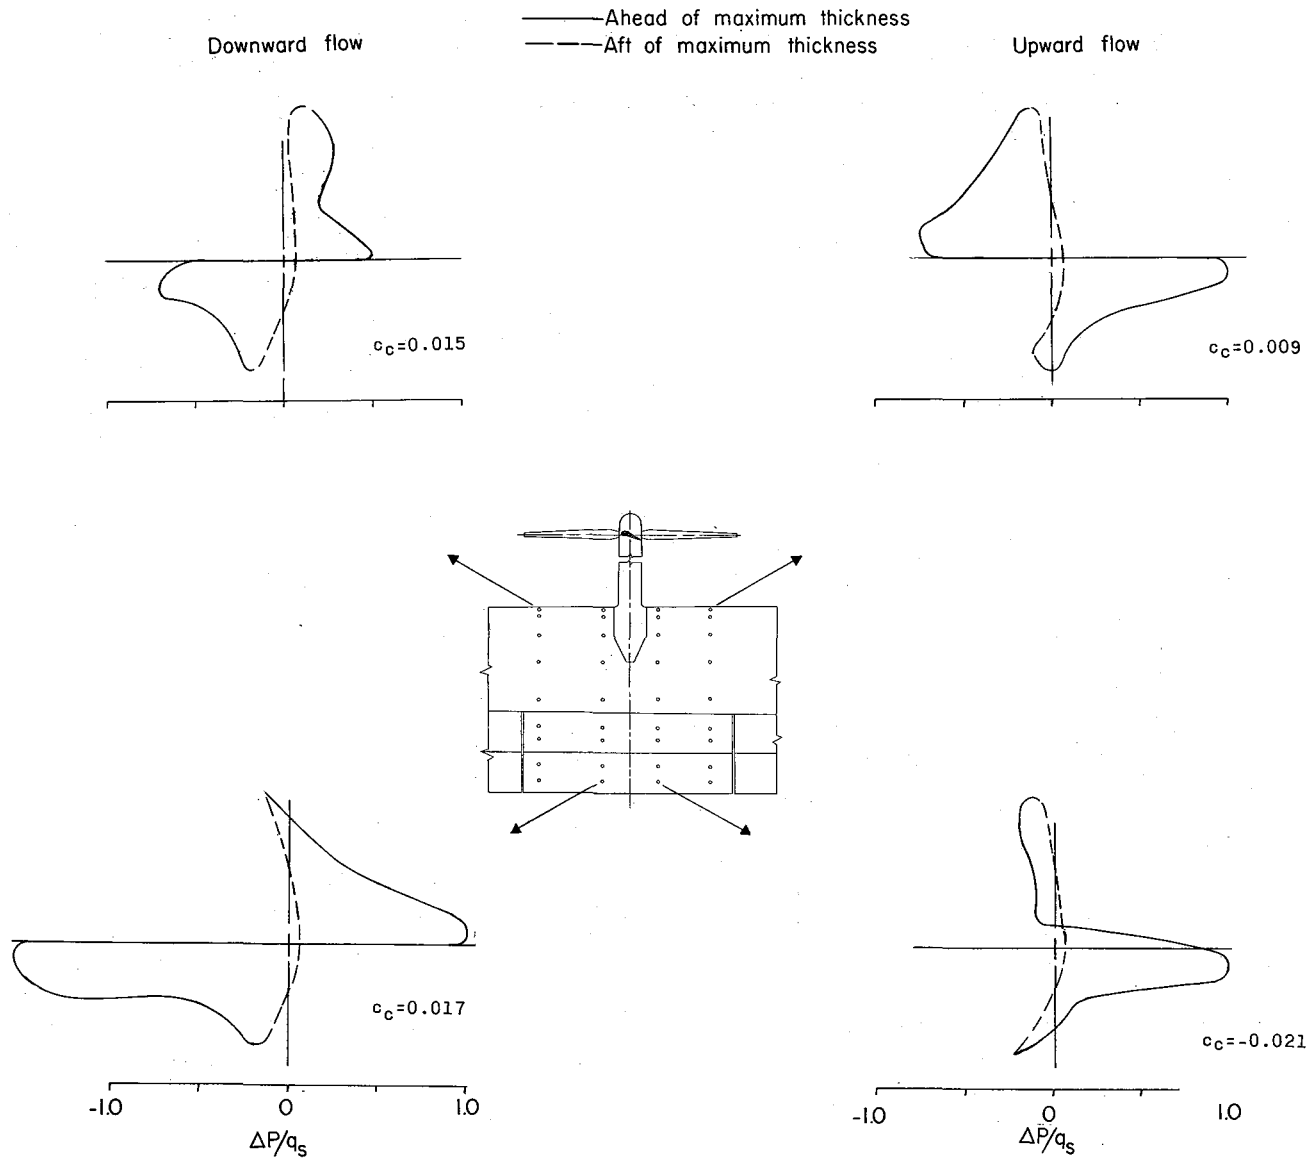 Ahead of maximum thickness
Downward flow
Aft of maximum thickness
Upward flow
c_c=0.015
c_c=0.009
c_c=0.017
c_c=-0.021
-1.0 0 1.0
ΔP/q_s
-1.0 0 1.0
ΔP/q_s